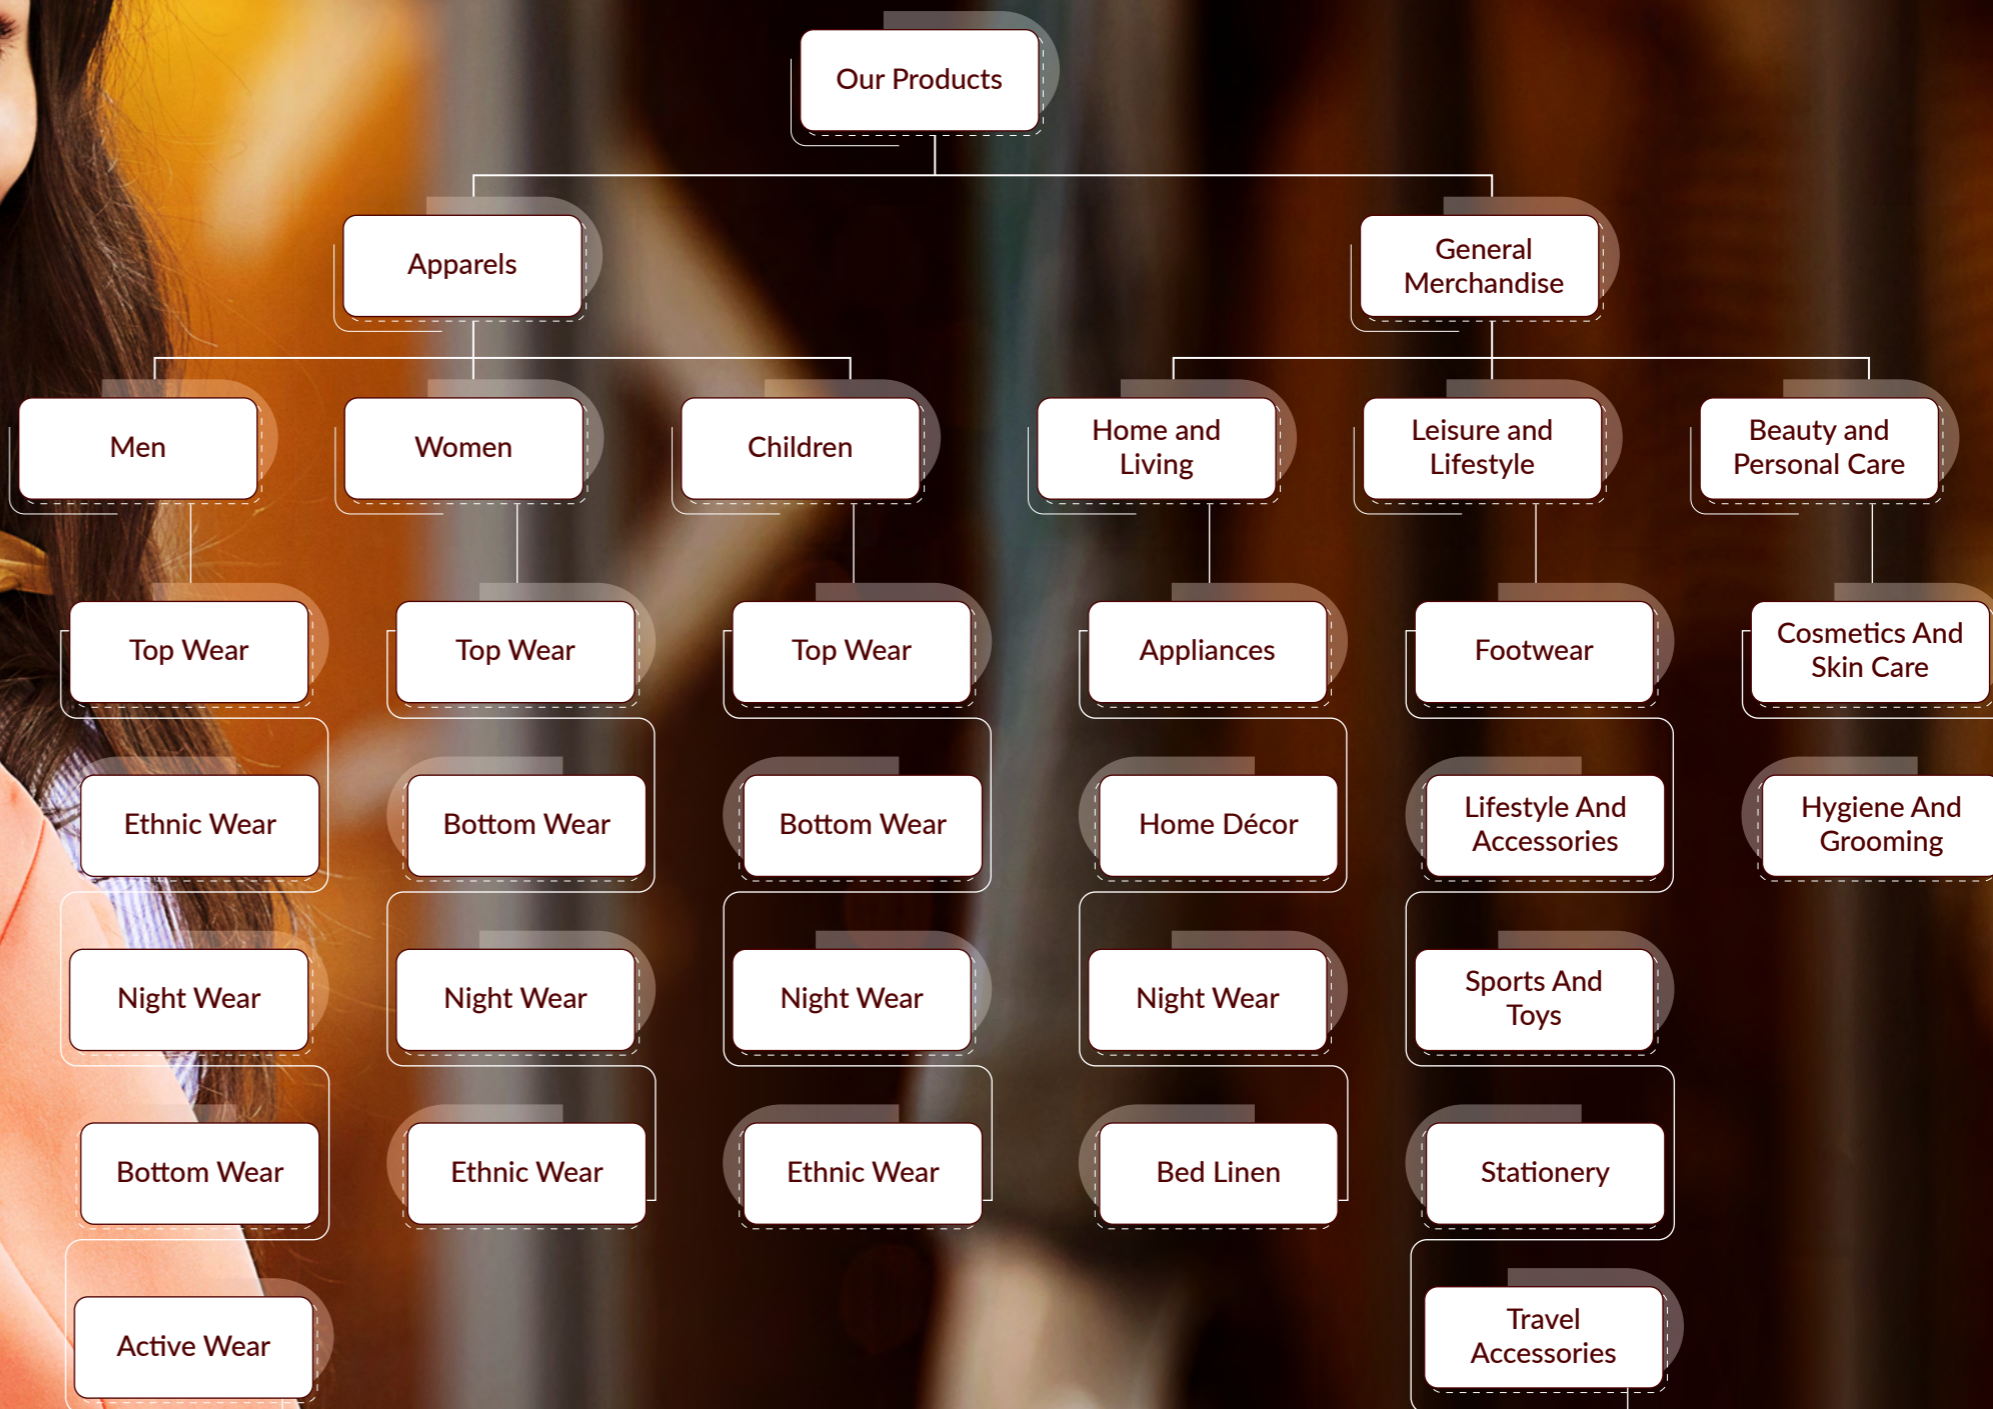 Our Products
Apparels
General
Merchandise
Men
Women
Children
Home and
Living
Leisure and
Lifestyle
Beauty and
Personal Care
Top Wear
Top Wear
Top Wear
Appliances
Footwear
Cosmetics And
Skin Care
Ethnic Wear
Bottom Wear
Bottom Wear
Home Décor
Lifestyle And
Accessories
Hygiene And
Grooming
Night Wear
Night Wear
Night Wear
Night Wear
Sports And
Toys
Bottom Wear
Ethnic Wear
Ethnic Wear
Bed Linen
Stationery
Active Wear
Travel
Accessories